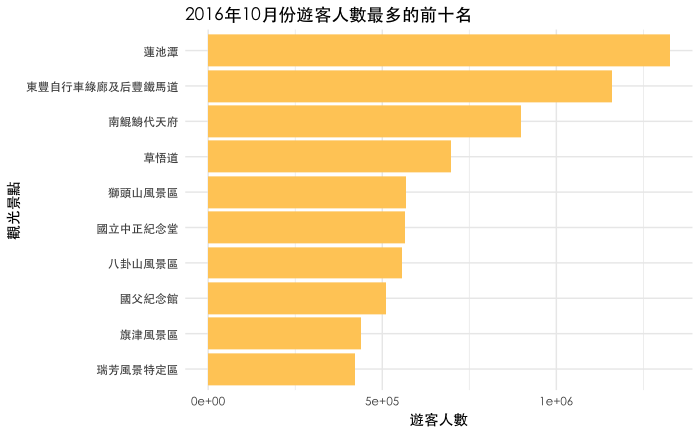 2016年10月份遊客人數最多的前十名
觀光景點
蓮池潭
東豐自行車綠廊及后豐鐵馬道
南鯤鯓代天府
草悟道
獅頭山風景區
國立中正紀念堂
八卦山風景區
國父紀念館
旗津風景區
瑞芳風景特定區
0e+00 5e+05 1e+06
遊客人數